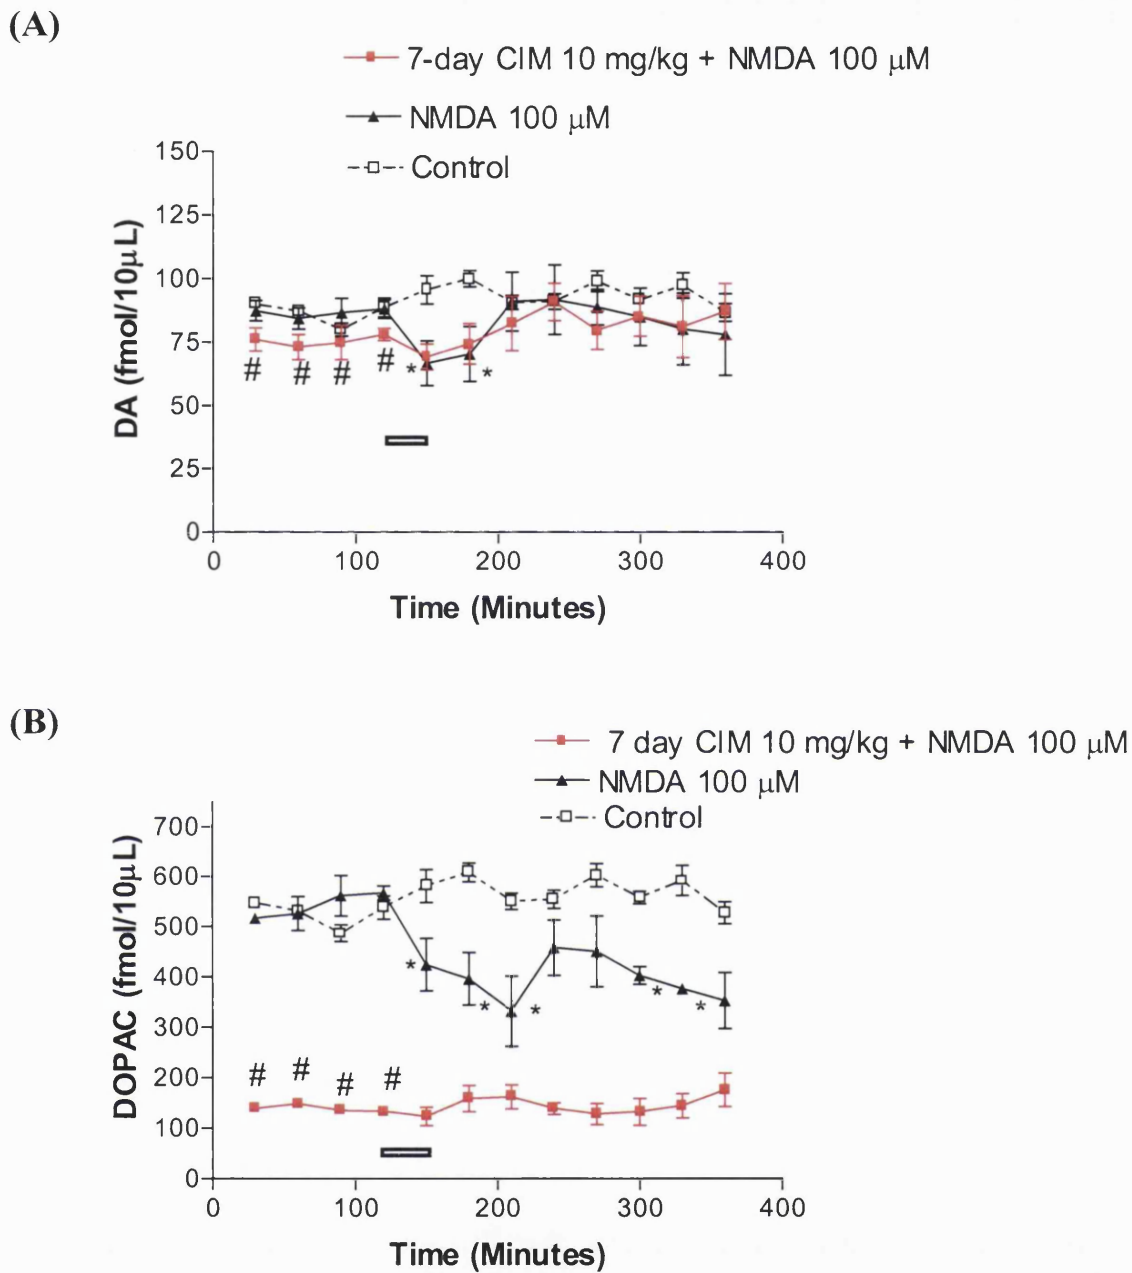 (A)
7-day CIM 10 mg/kg + NMDA 100 μM
NMDA 100 μM
Control
150
125
100
75
50
25
0
DA (fmol/10μL)
# # # # * *
0 100 200 300 400
Time (Minutes)
(B)
7 day CIM 10 mg/kg + NMDA 100 μM
NMDA 100 μM
Control
700
600
500
400
300
200
100
0
DOPAC (fmol/10μL)
* * * * *
# # # #
0 100 200 300 400
Time (Minutes)